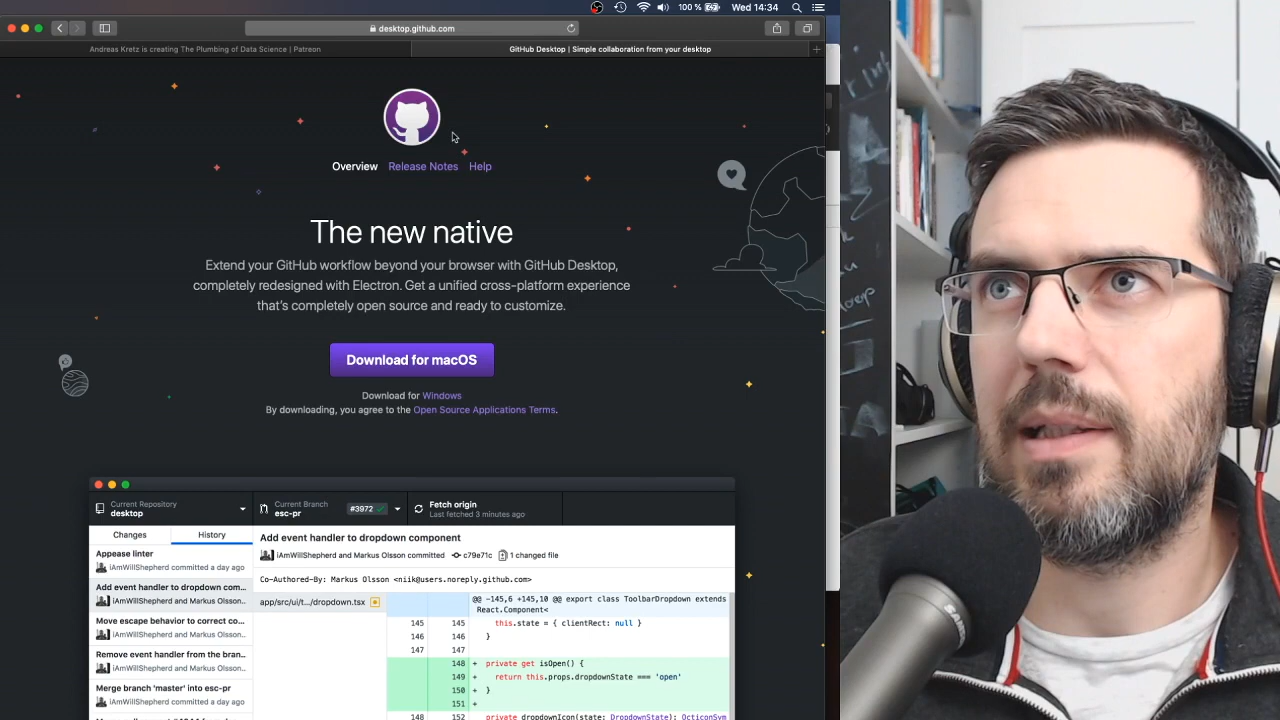 100 %
Wed 14:34
desktop.github.com
Andreas Kretz is creating The Plumbing of Data Science | Patreon
GitHub Desktop | Simple collaboration from your desktop
Overview
Release Notes
Help
The new native
Extend your GitHub workflow beyond your browser with GitHub Desktop,
completely redesigned with Electron. Get a unified cross-platform experience
that's completely open source and ready to customize.
Download for macOS
Download for Windows
By downloading, you agree to the Open Source Applications Terms.
Current Repository
desktop
Current Branch
esc-pr
#3972
Fetch origin
Last fetched 3 minutes ago
Changes
History
Appease linter
iAmWillShepherd committed a day ago
Add event handler to dropdown com...
iAmWillShepherd and Markus Olsson...
Move escape behavior to correct co...
iAmWillShepherd and Markus Olsson...
Remove event handler from the bran...
iAmWillShepherd and Markus Olsson...
Merge branch 'master' into esc-pr
iAmWillShepherd committed a day ago
Add event handler to dropdown component
iAmWillShepherd and Markus Olsson committed
c79e71c
1 changed file
Co-Authored-By: Markus Olsson <niik@users.noreply.github.com>
app/src/ui/t.../dropdown.tsx
@@ -145,6 +145,10 @@ export class ToolbarDropdown extends
React.Component<
145 145 this.state = { clientRect: null }
146 146 }
147 147
148 + private get isOpen() {
149 + return this.props.dropdownState === 'open'
150 + }
151 +
148 152 private dropdownIcon(state: DropdownState): OcticonSym
SAMSON